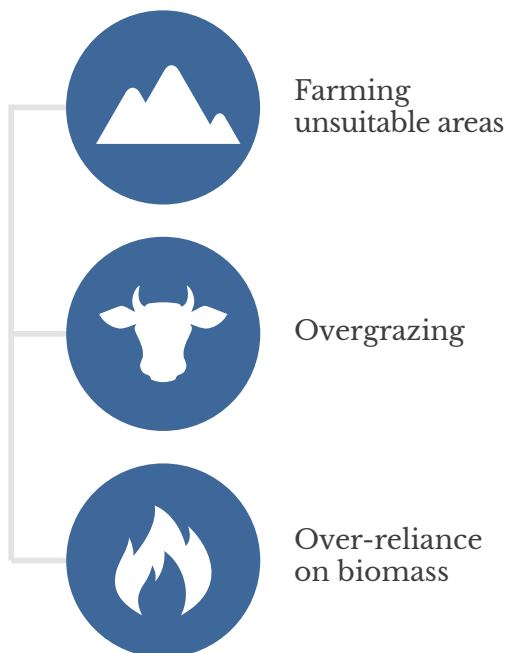 Farming
unsuitable areas
Overgrazing
Over-reliance
on biomass